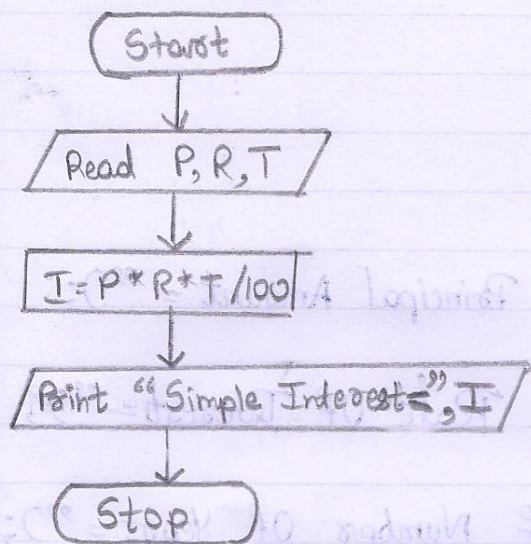 Start
Read P, R, T
I = P * R * T / 100
Print "Simple Interest=", I
Stop